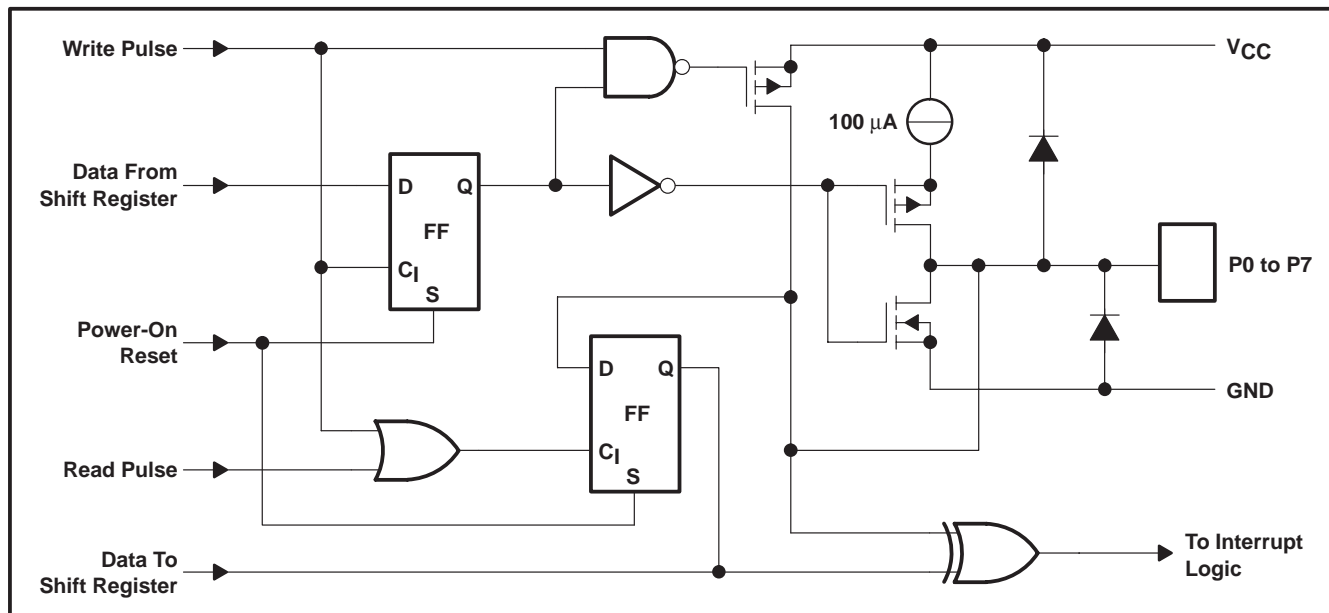 Write Pulse
VCC
100 µA
Data From
Shift Register
D
Q
FF
CI
S
P0 to P7
Power-On
Reset
D
Q
FF
CI
S
GND
Read Pulse
Data To
Shift Register
To Interrupt
Logic